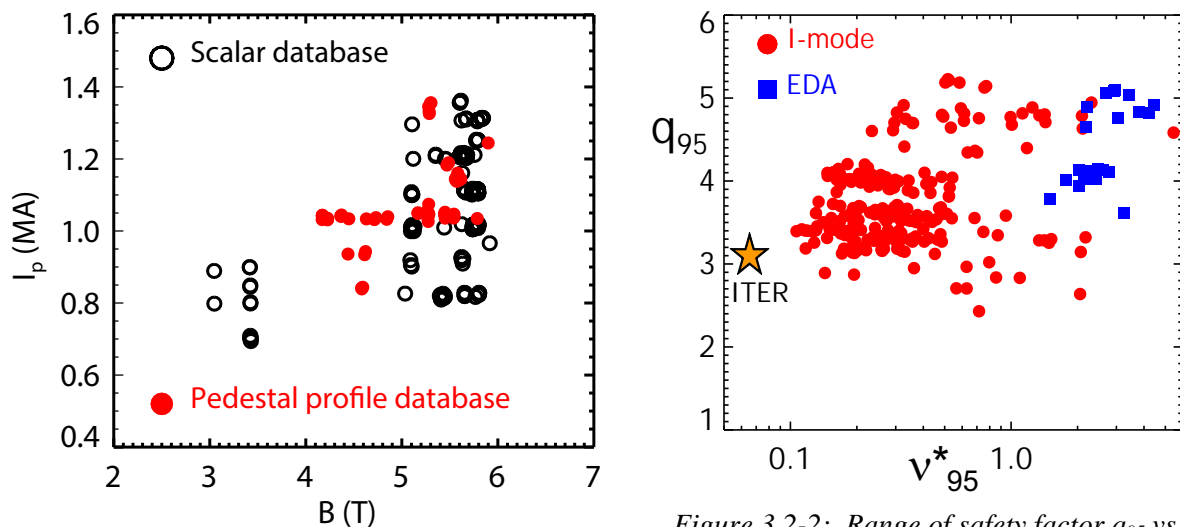 1.6
1.4
1.2
1.0
0.8
0.6
0.4
Iₚ (MA)
Scalar database
Pedestal profile database
2 3 4 5 6 7
B (T)
6
5
4
3
2
1
q95
I-mode
EDA
ITER
0.1 1.0
ν*95
Figure 3.2-2: Range of safety factor q95 vs